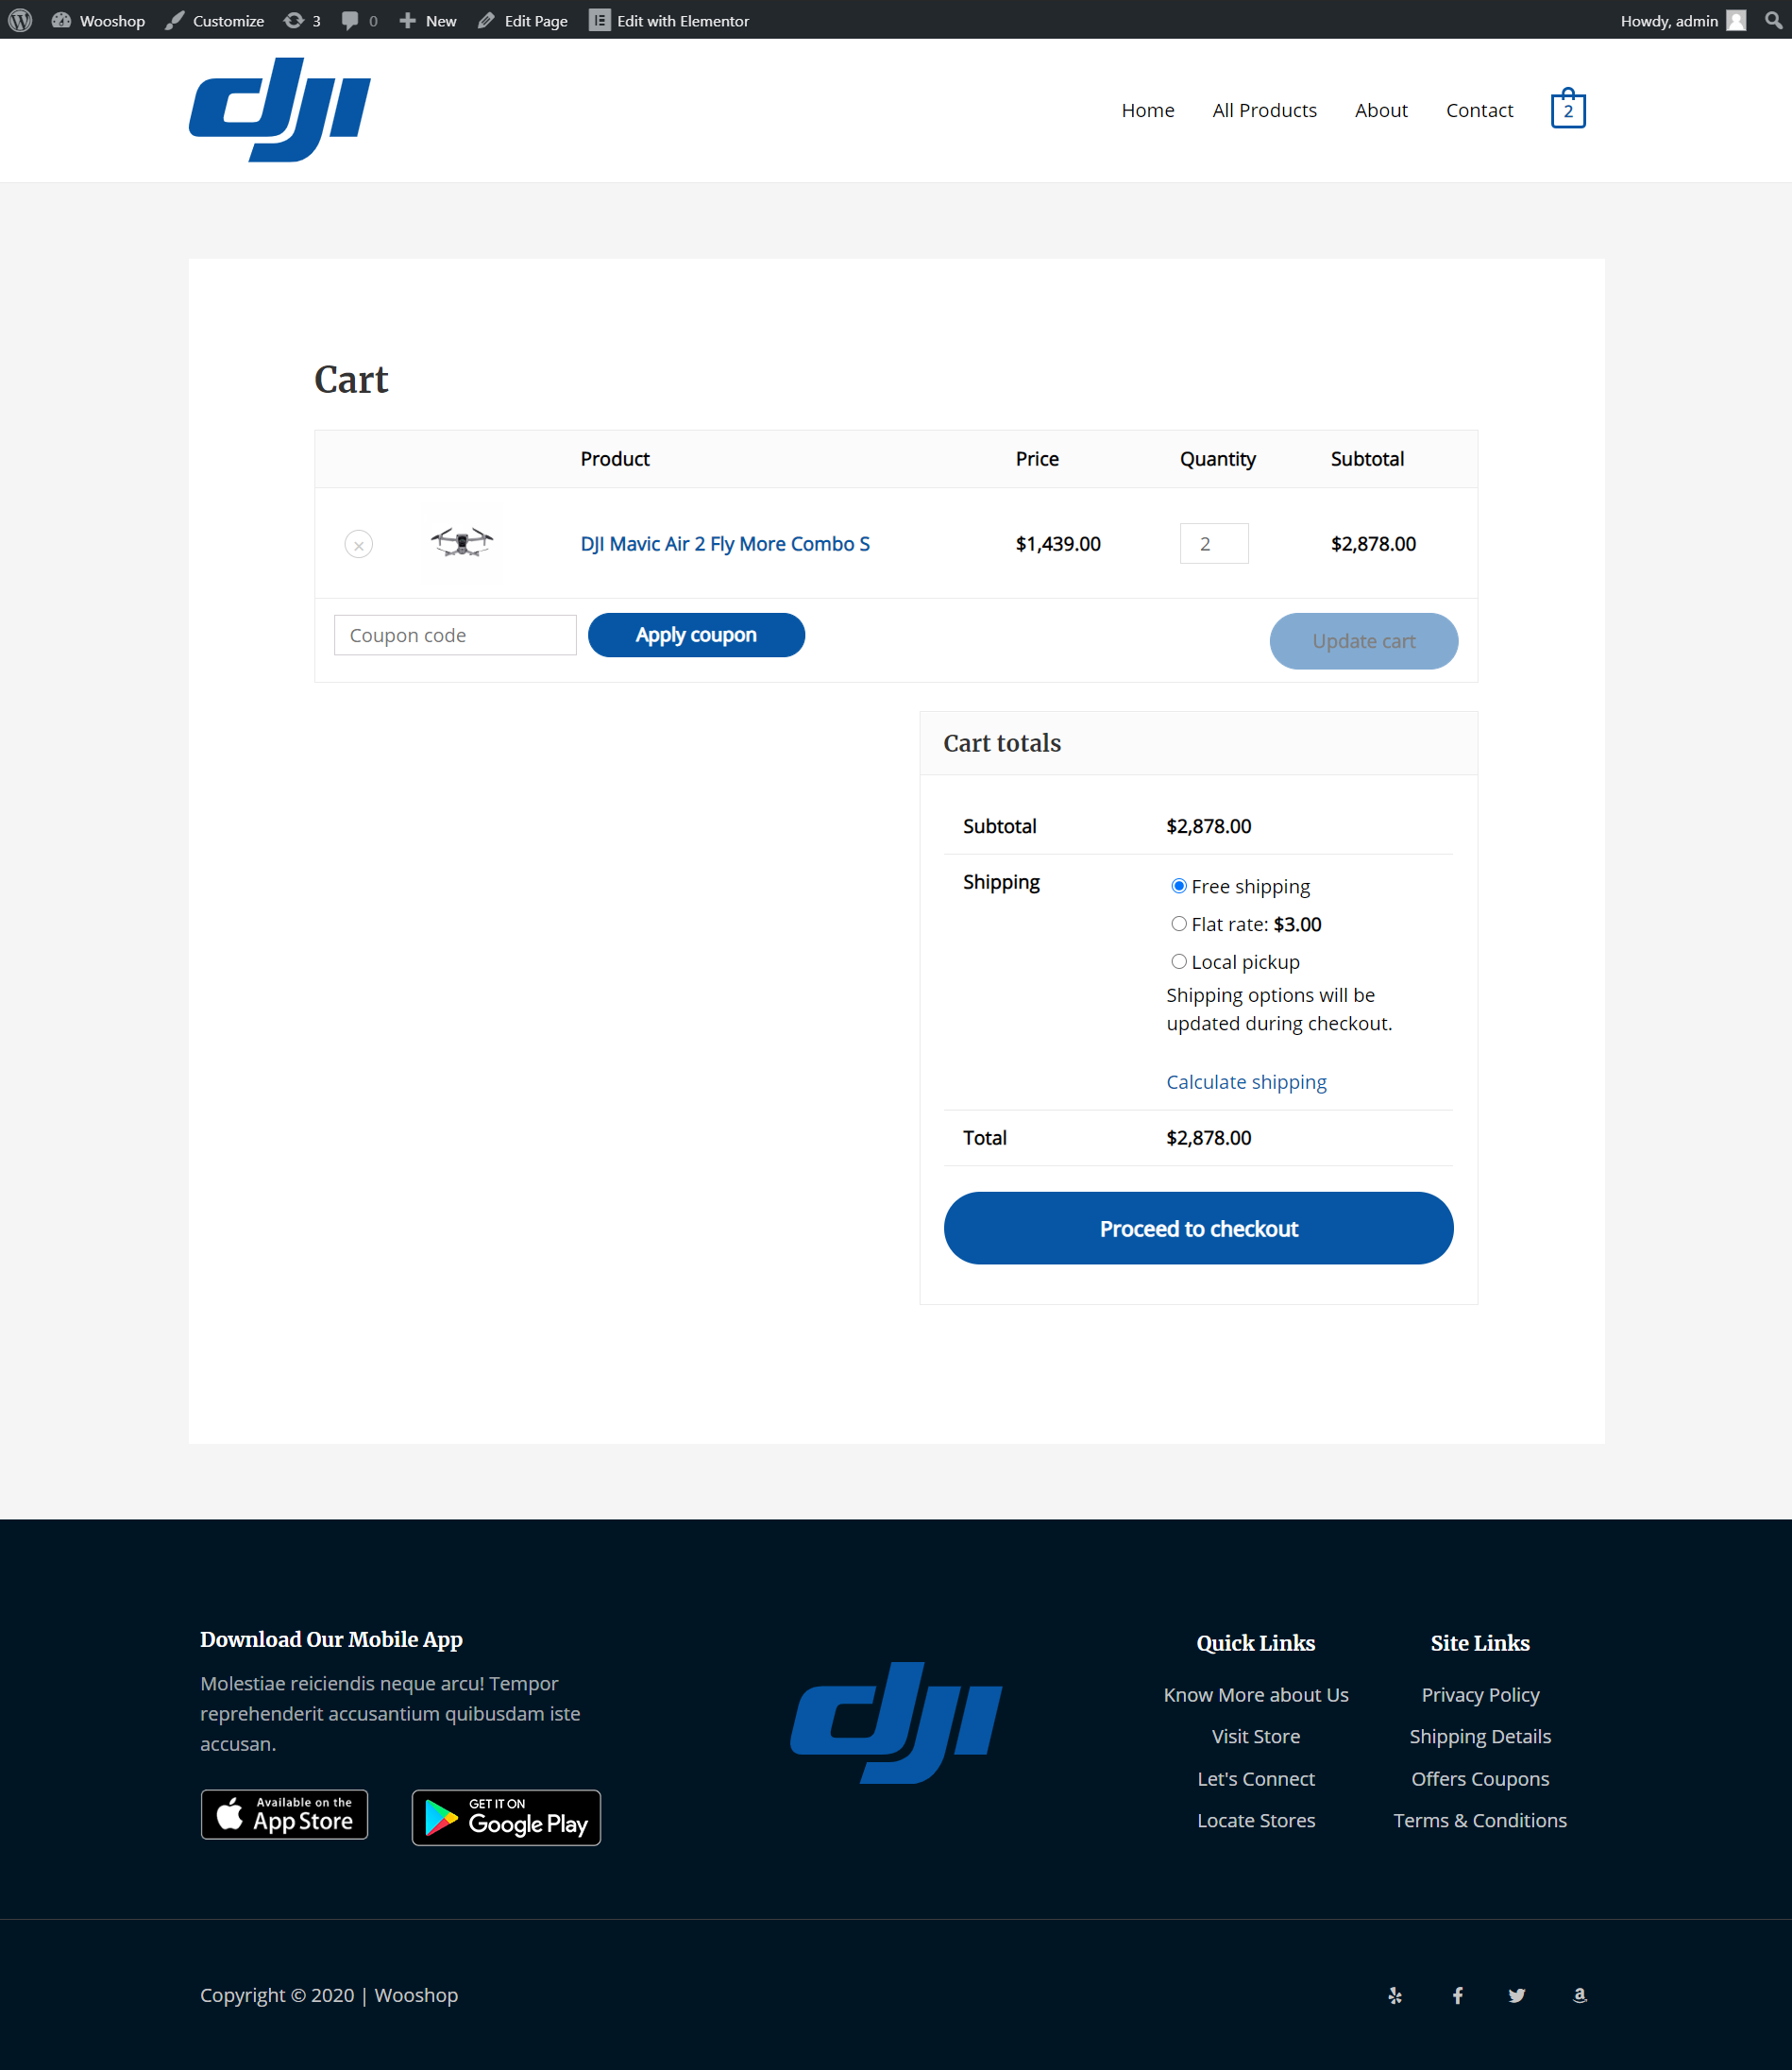 Wooshop Customize 3 0 New Edit Page Edit with Elementor Howdy, admin
dji
Home All Products About Contact 2
Cart
Product Price Quantity Subtotal
× DJI Mavic Air 2 Fly More Combo S $1,439.00 2 $2,878.00
Coupon code Apply coupon Update cart
Cart totals
Subtotal $2,878.00
Shipping Free shipping
Flat rate: $3.00
Local pickup
Shipping options will be
updated during checkout.
Calculate shipping
Total $2,878.00
Proceed to checkout
Download Our Mobile App
Molestiae reiciendis neque arcu! Tempor
reprehenderit accusantium quibusdam iste
accusan.
Available on the
App Store
GET IT ON
Google Play
dji
Quick Links
Know More about Us
Visit Store
Let's Connect
Locate Stores
Site Links
Privacy Policy
Shipping Details
Offers Coupons
Terms & Conditions
Copyright © 2020 | Wooshop